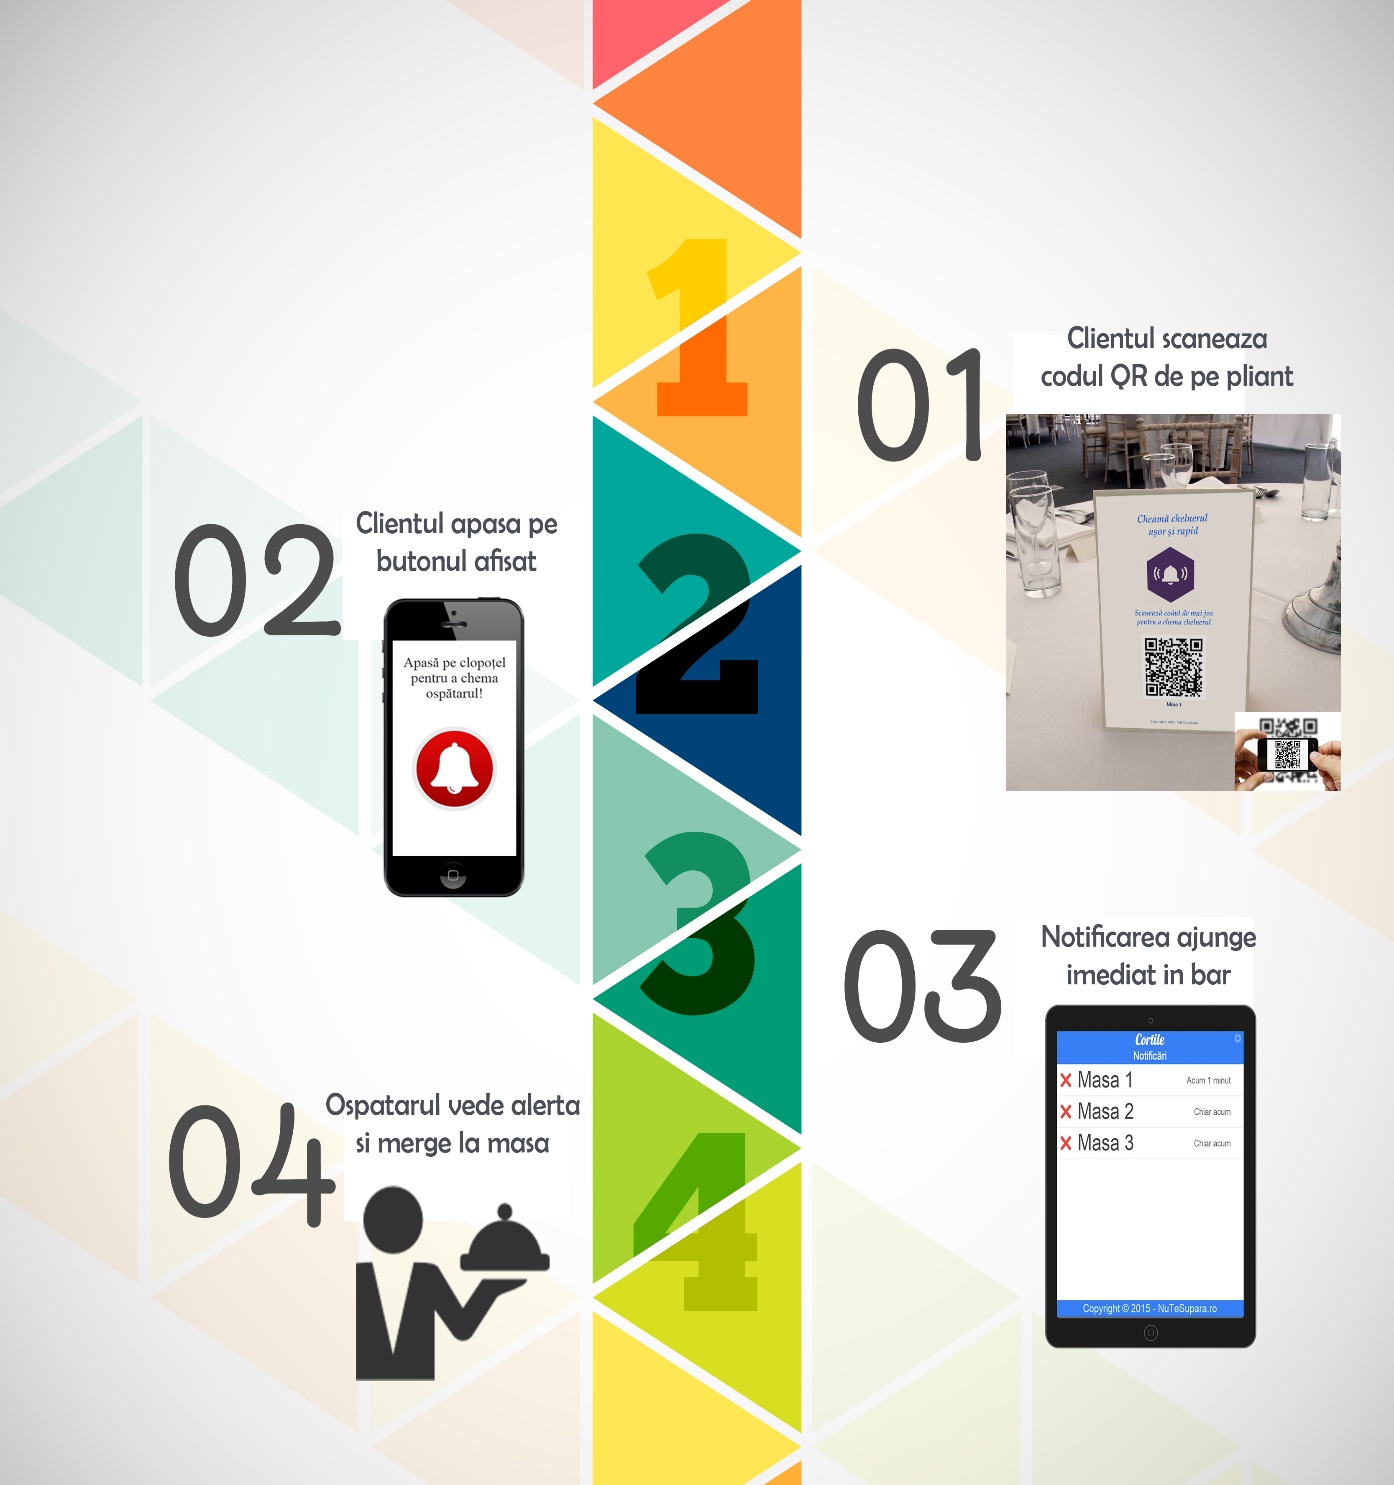 1
01
Clientul scaneaza
codul QR de pe pliant
Cheamă chelnerul
ușor și rapid
Scanează codul de mai jos
pentru a chema chelnerul
Masa 1
2
02
Clientul apasa pe
butonul afisat
Apasă pe clopoțel
pentru a chema
ospătarul!
3
03
Notificarea ajunge
imediat in bar
Cortile
Notificări
Masa 1 Acum 1 minut
Masa 2 Chiar acum
Masa 3 Chiar acum
Copyright © 2015 - NuTeSupara.ro
4
04
Ospatarul vede alerta
si merge la masa